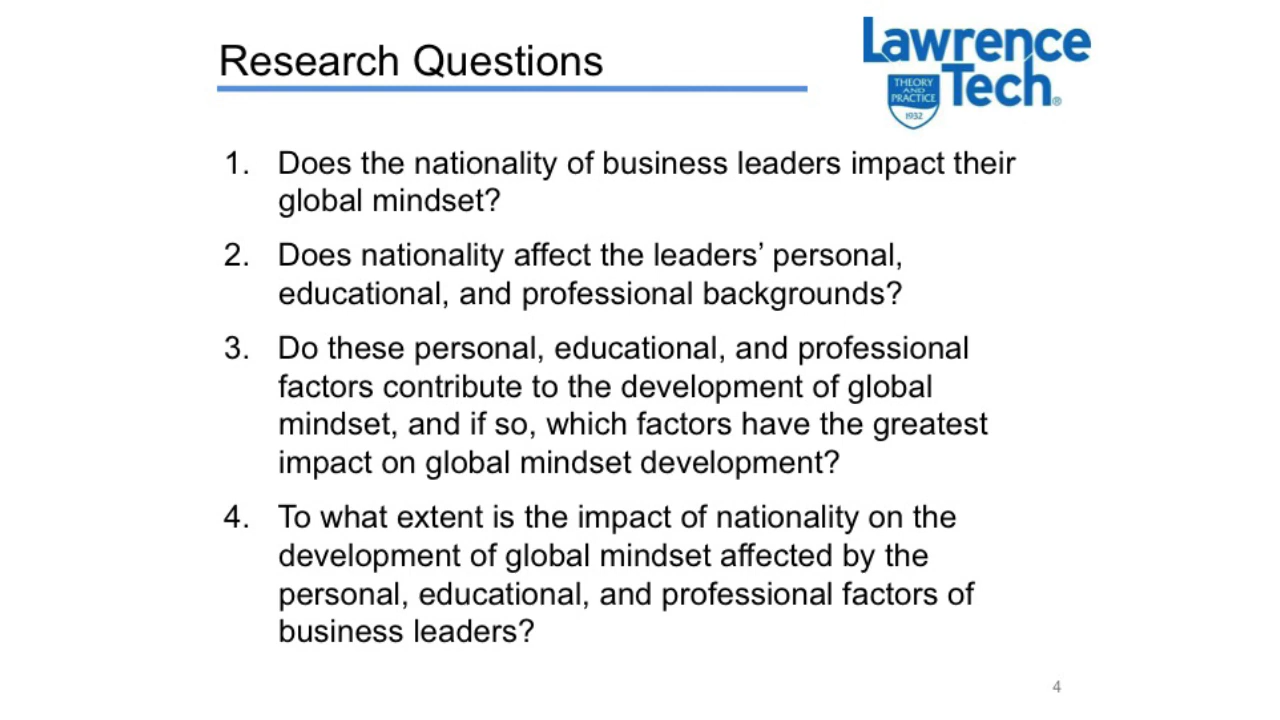 Research Questions
Lawrence
Tech®
THEORY
AND
PRACTICE
1932
1. Does the nationality of business leaders impact their
global mindset?
2. Does nationality affect the leaders’ personal,
educational, and professional backgrounds?
3. Do these personal, educational, and professional
factors contribute to the development of global
mindset, and if so, which factors have the greatest
impact on global mindset development?
4. To what extent is the impact of nationality on the
development of global mindset affected by the
personal, educational, and professional factors of
business leaders?
4